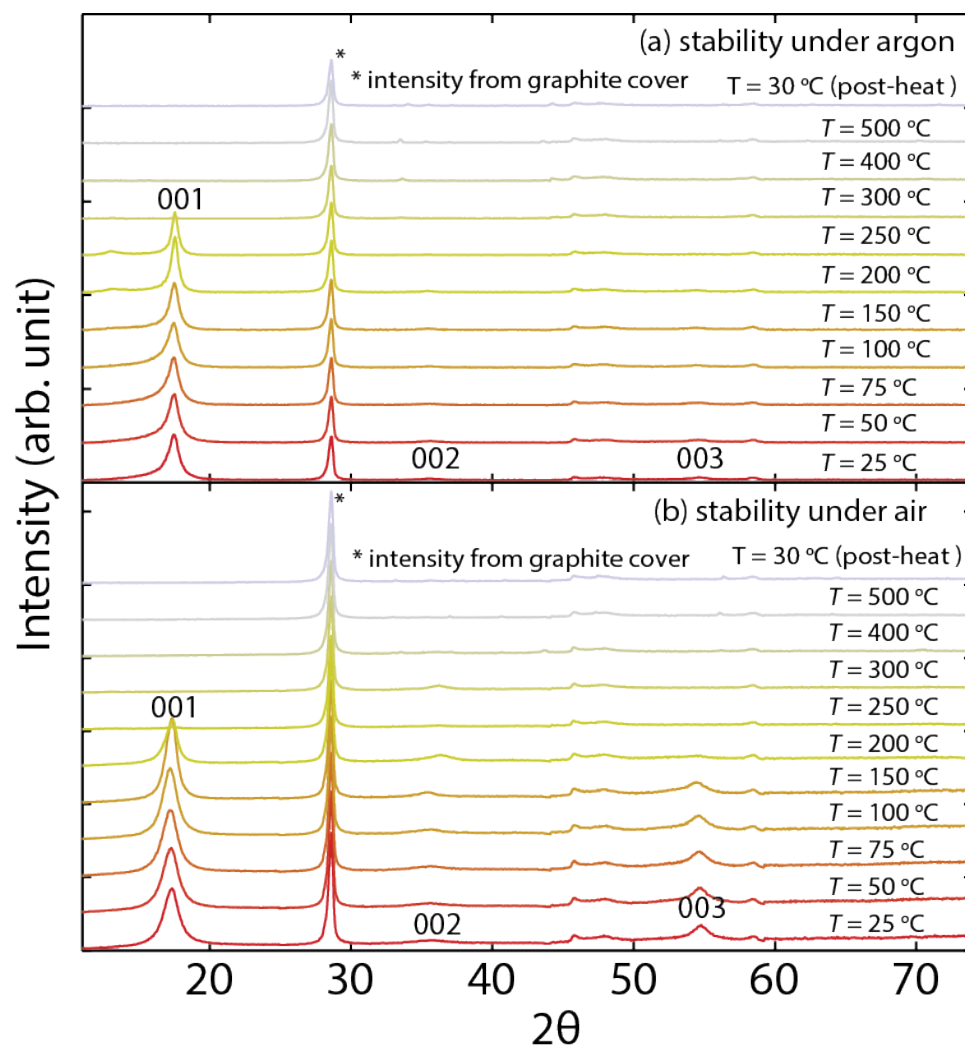 (a) stability under argon
*
* intensity from graphite cover
T = 30 ºC (post-heat )
T = 500 ºC
T = 400 ºC
001
T = 300 ºC
T = 250 ºC
T = 200 ºC
T = 150 ºC
T = 100 ºC
T = 75 ºC
T = 50 ºC
002
003
T = 25 ºC
Intensity (arb. unit)
*
(b) stability under air
* intensity from graphite cover
T = 30 ºC (post-heat )
T = 500 ºC
T = 400 ºC
T = 300 ºC
001
T = 250 ºC
T = 200 ºC
T = 150 ºC
T = 100 ºC
T = 75 ºC
T = 50 ºC
003
002
T = 25 ºC
20 30 40 50 60 70
2θ